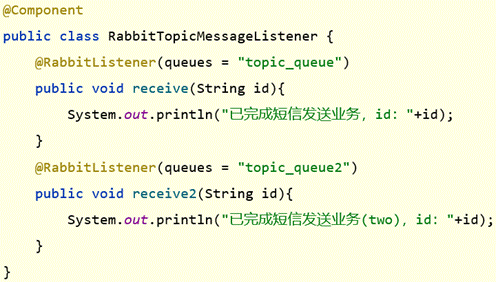 @Component
public class RabbitTopicMessageListener {
@RabbitListener(queues = "topic_queue")
public void receive(String id){
System.out.println("已完成短信发送业务，id："+id);
}
@RabbitListener(queues = "topic_queue2")
public void receive2(String id){
System.out.println("已完成短信发送业务(two)，id："+id);
}
}